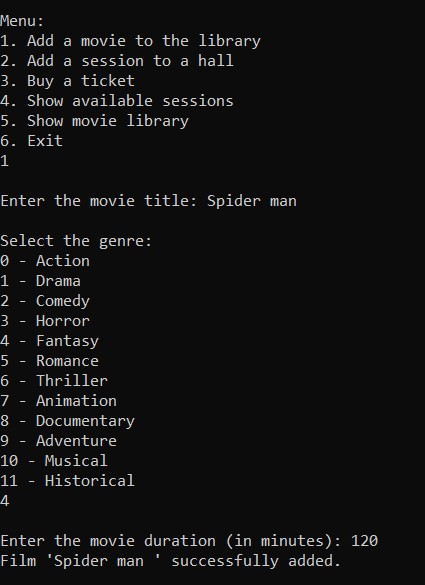 Menu:
1. Add a movie to the library
2. Add a session to a hall
3. Buy a ticket
4. Show available sessions
5. Show movie library
6. Exit
1
Enter the movie title: Spider man
Select the genre:
0 - Action
1 - Drama
2 - Comedy
3 - Horror
4 - Fantasy
5 - Romance
6 - Thriller
7 - Animation
8 - Documentary
9 - Adventure
10 - Musical
11 - Historical
4
Enter the movie duration (in minutes): 120
Film 'Spider man ' successfully added.